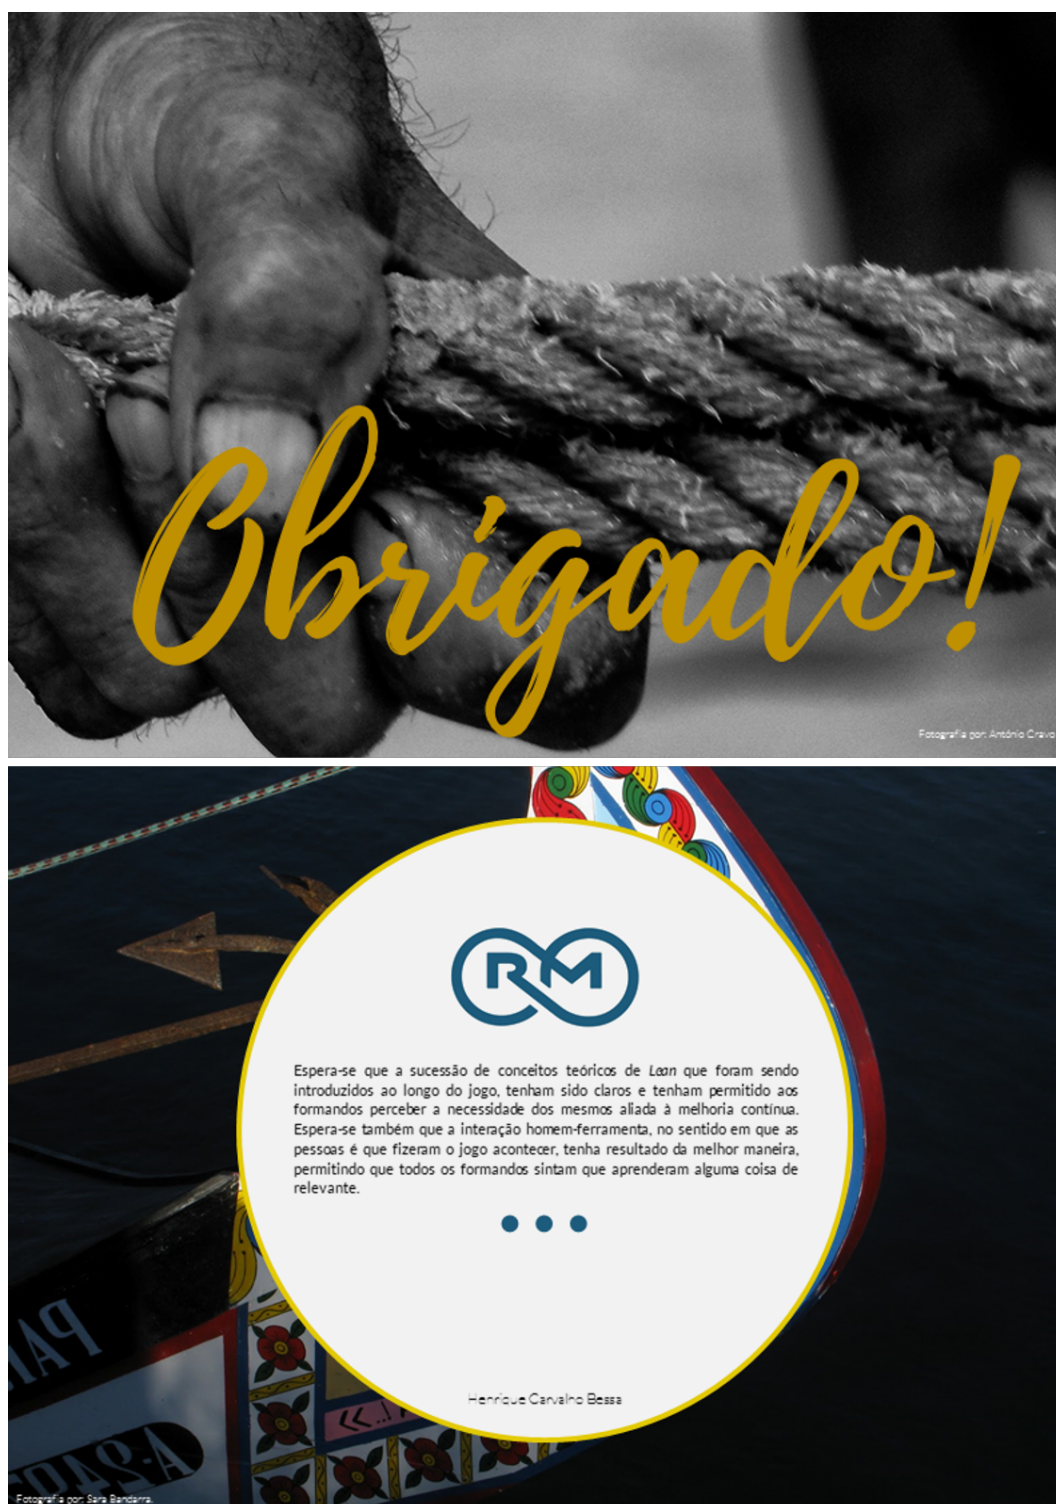 Obrigado!
Fotografia por: António Cravo
RM
Espera-se que a sucessão de conceitos teóricos de Lean que foram sendo
introduzidos ao longo do jogo, tenham sido claros e tenham permitido aos
formandos perceber a necessidade dos mesmos aliada à melhoria contínua.
Espera-se também que a interação homem-ferramenta, no sentido em que as
pessoas é que fizeram o jogo acontecer, tenha resultado da melhor maneira,
permitindo que todos os formandos sintam que aprenderam alguma coisa de
relevante.
Henrique Carvalho Bessa
Fotografia por: Sara Bandarra.